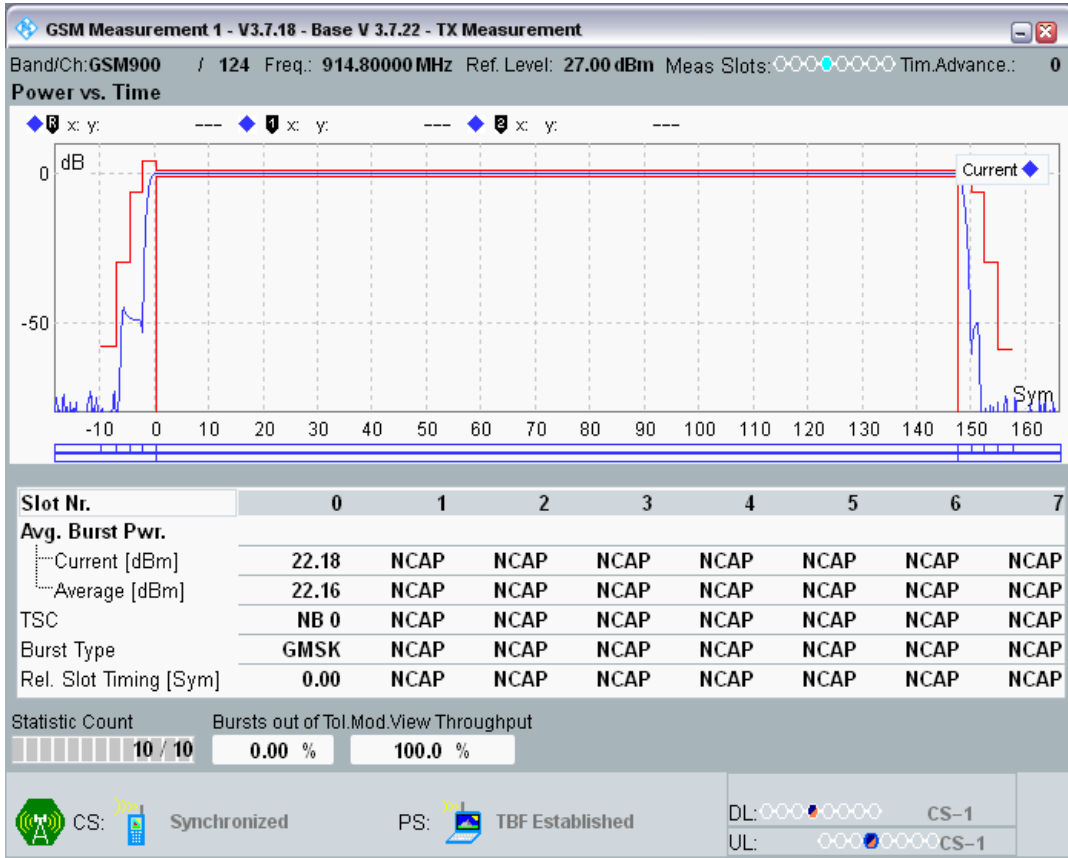 GSM Measurement 1 - V3.7.18 - Base V 3.7.22 - TX Measurement
Band/Ch:GSM900 / 124 Freq.: 914.80000 MHz Ref. Level: 27.00 dBm Meas Slots: Tim.Advance.: 0
Power vs. Time
R x: y: --- 1 x: y: --- 2 x: y: ---
dB
Current
0
-50
Sym
-10 0 10 20 30 40 50 60 70 80 90 100 110 120 130 140 150 160
Slot Nr. 0 1 2 3 4 5 6 7
Avg. Burst Pwr.
Current [dBm] 22.18 NCAP NCAP NCAP NCAP NCAP NCAP NCAP
Average [dBm] 22.16 NCAP NCAP NCAP NCAP NCAP NCAP NCAP
TSC NB 0 NCAP NCAP NCAP NCAP NCAP NCAP NCAP
Burst Type GMSK NCAP NCAP NCAP NCAP NCAP NCAP NCAP
Rel. Slot Timing [Sym] 0.00 NCAP NCAP NCAP NCAP NCAP NCAP NCAP
Statistic Count Bursts out of Tol. Mod.View Throughput
10 / 10 0.00 % 100.0 %
CS: Synchronized PS: TBF Established DL: CS-1
UL: CS-1